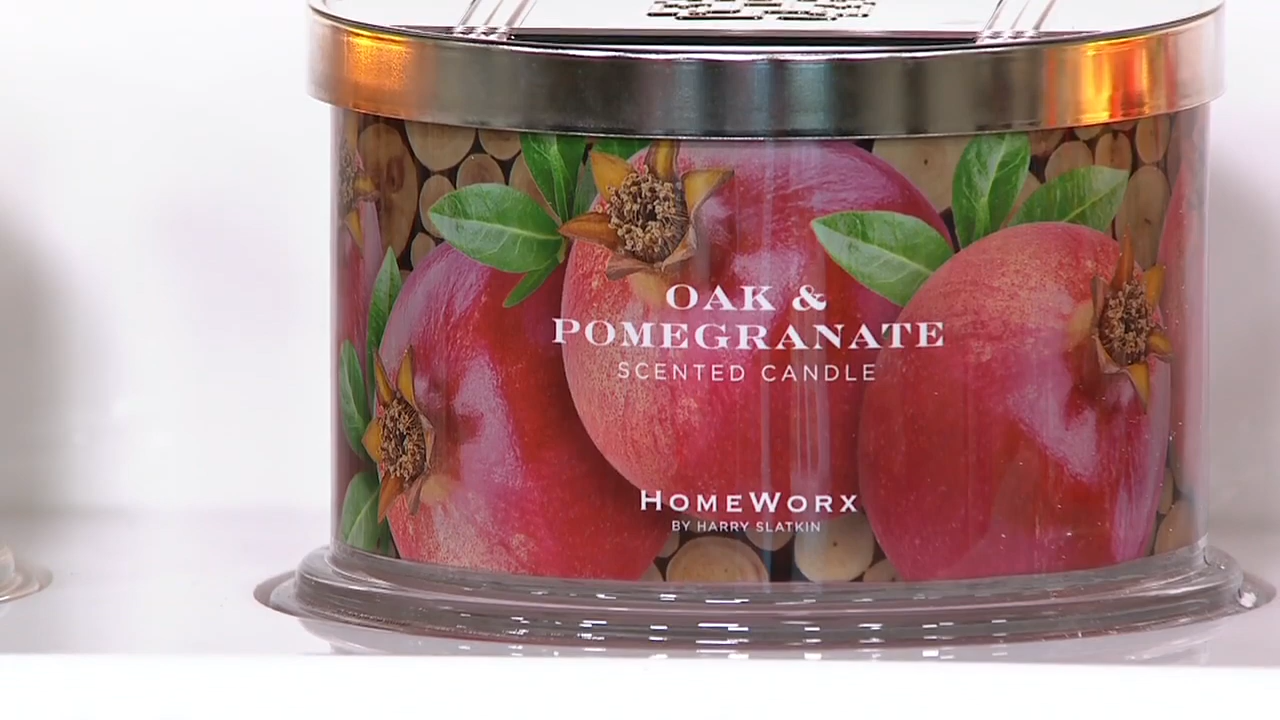 OAK &
POMEGRANATE
SCENTED CANDLE
HOMEWORX
BY HARRY SLATKIN